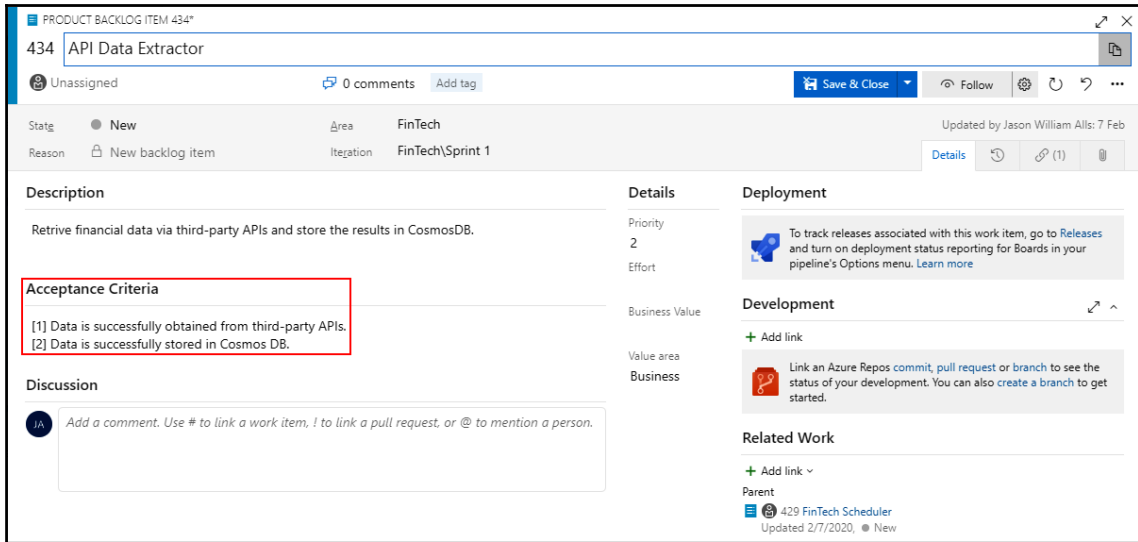 PRODUCT BACKLOG ITEM 434*
434 API Data Extractor
Unassigned 0 comments Add tag Save & Close Follow
State New Area FinTech Updated by Jason William Alls: 7 Feb
Reason New backlog item Iteration FinTech\Sprint 1 Details (1)
Description
Retrive financial data via third-party APIs and store the results in CosmosDB.
Acceptance Criteria
[1] Data is successfully obtained from third-party APIs.
[2] Data is successfully stored in Cosmos DB.
Discussion
JA
Add a comment. Use # to link a work item, ! to link a pull request, or @ to mention a person.
Details
Priority
2
Effort
Business Value
Value area
Business
Deployment
To track releases associated with this work item, go to Releases
and turn on deployment status reporting for Boards in your
pipeline's Options menu. Learn more
Development
+ Add link
Link an Azure Repos commit, pull request or branch to see the
status of your development. You can also create a branch to get
started.
Related Work
+ Add link
Parent
429 FinTech Scheduler
Updated 2/7/2020, New